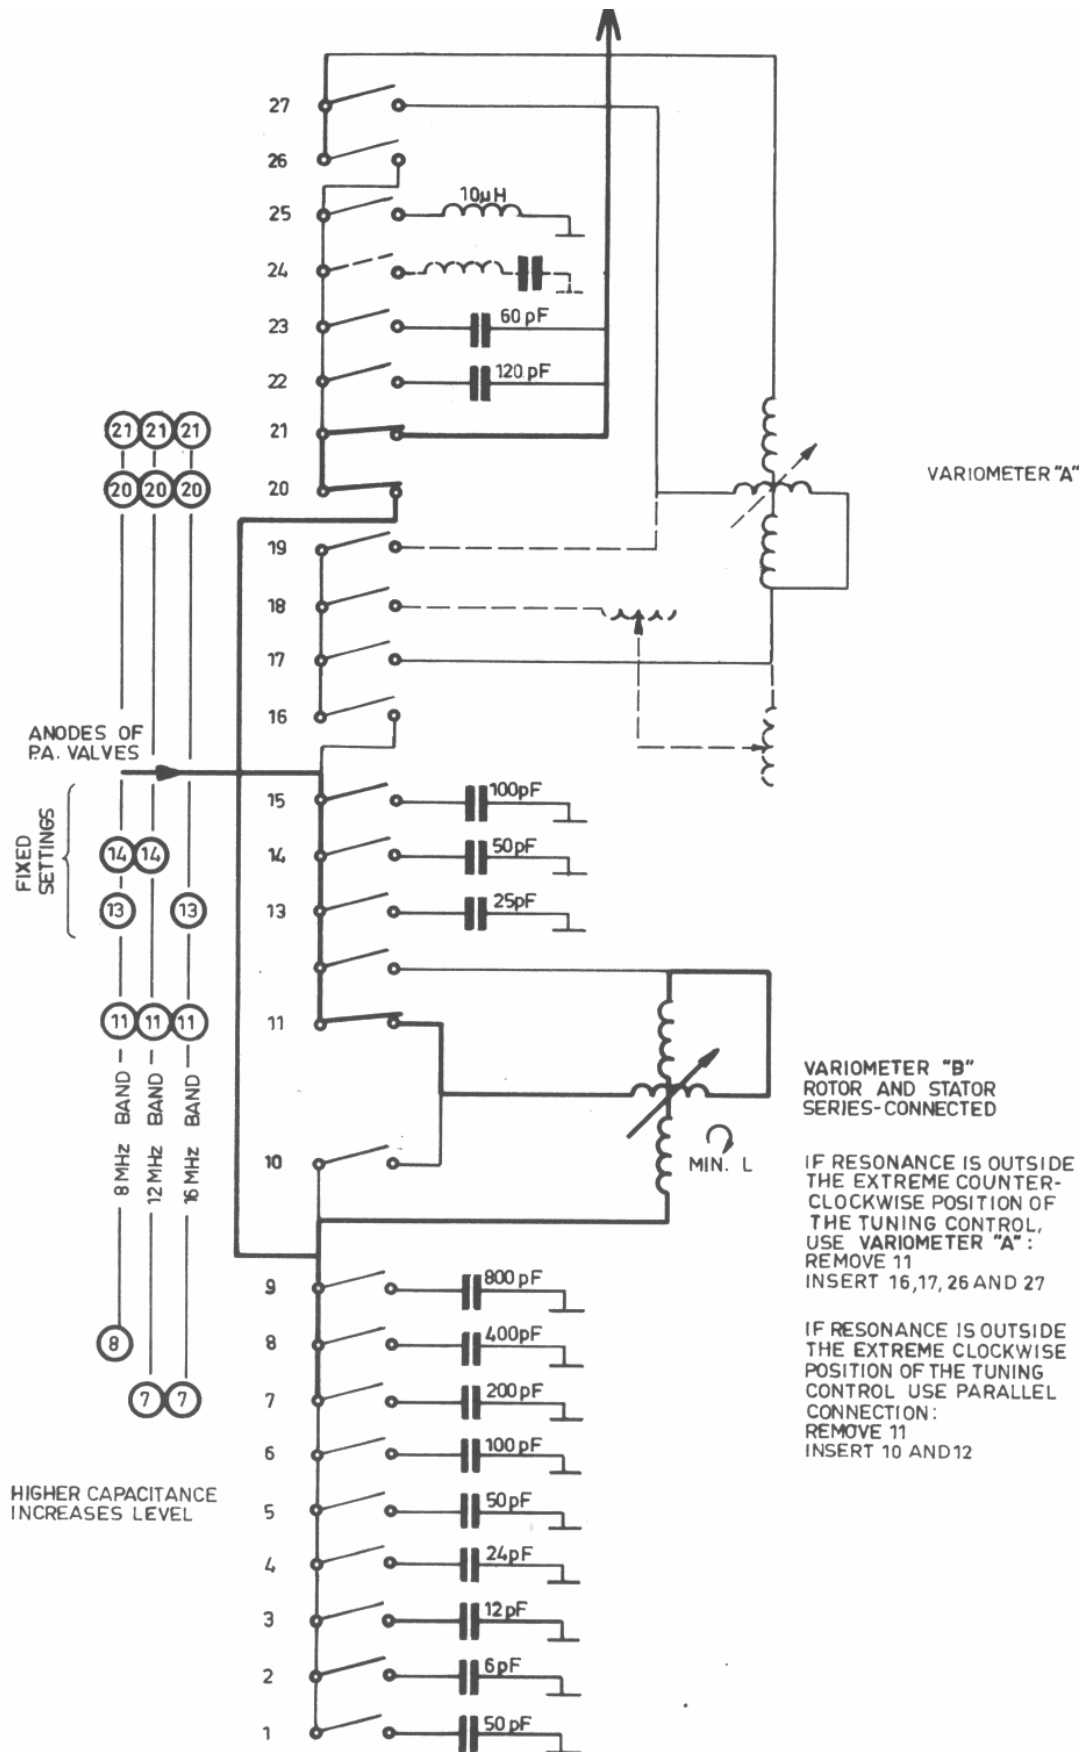 27
26
25
10µH
24
23
60 pF
22
120 pF
21
21 21 21
20
20 20 20
VARIOMETER "A"
19
18
17
16
ANODES OF
P.A. VALVES
FIXED
SETTINGS
15
100pF
14
50pF
14 14
13
25pF
13 13
11
11 11 11
VARIOMETER "B"
ROTOR AND STATOR
SERIES-CONNECTED
MIN. L
10
8 MHz BAND
12 MHz BAND
16 MHz BAND
IF RESONANCE IS OUTSIDE
THE EXTREME COUNTER-
CLOCKWISE POSITION OF
THE TUNING CONTROL,
USE VARIOMETER "A":
REMOVE 11
INSERT 16,17, 26 AND 27
IF RESONANCE IS OUTSIDE
THE EXTREME CLOCKWISE
POSITION OF THE TUNING
CONTROL USE PARALLEL
CONNECTION:
REMOVE 11
INSERT 10 AND 12
9
800 pF
8
400pF
8
7
200 pF
7 7
6
100 pF
HIGHER CAPACITANCE
INCREASES LEVEL
5
50pF
4
24pF
3
12pF
2
6pF
1
50 pF